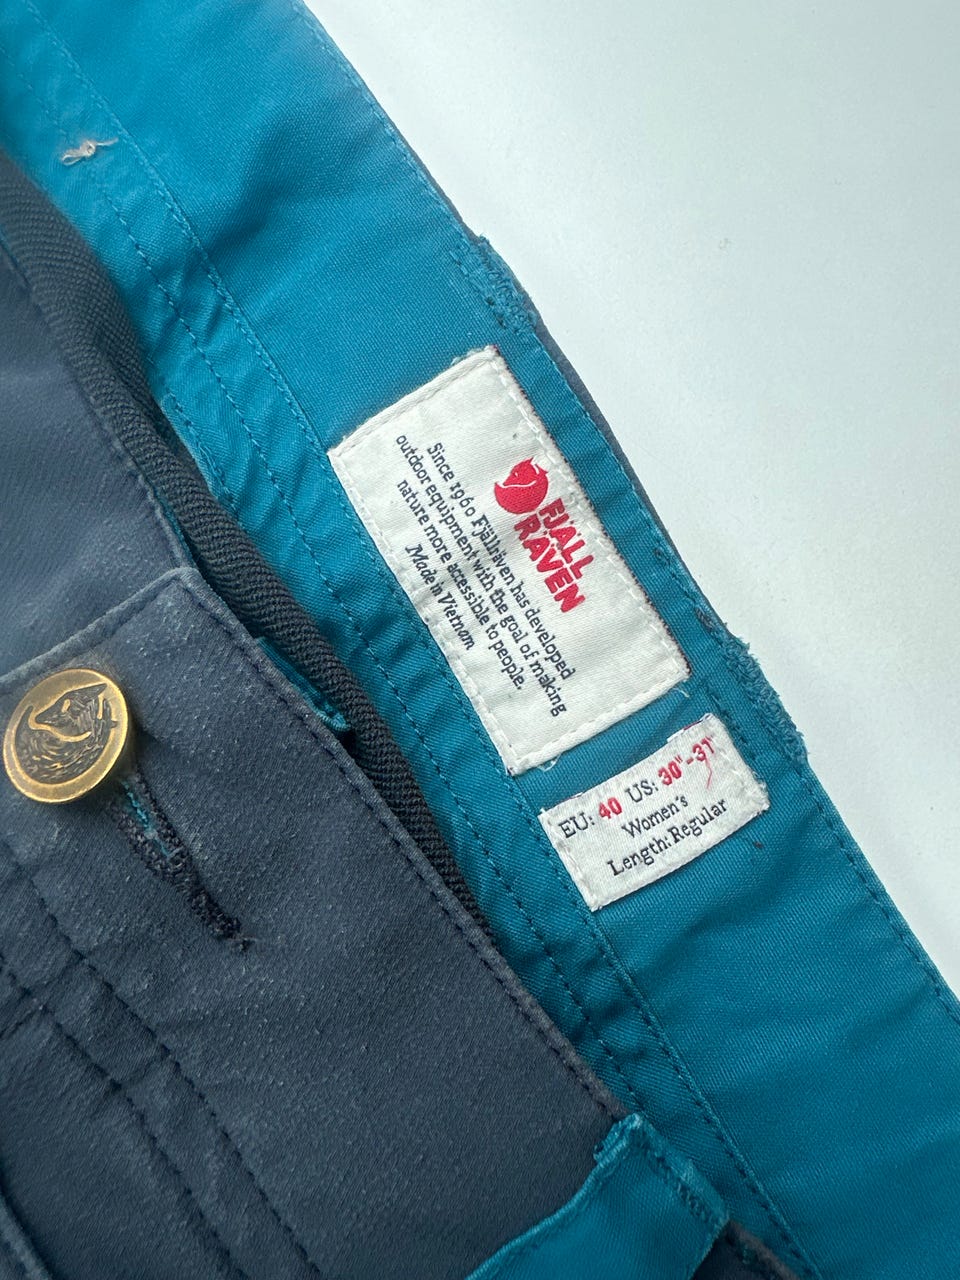 FJÄLL
RÄVEN
Since 1960 Fjällräven has developed
outdoor equipment with the goal of making
nature more accessible to people.
Made in Vietnam
EU: 40 US: 30"-31"
Women's
Length: Regular